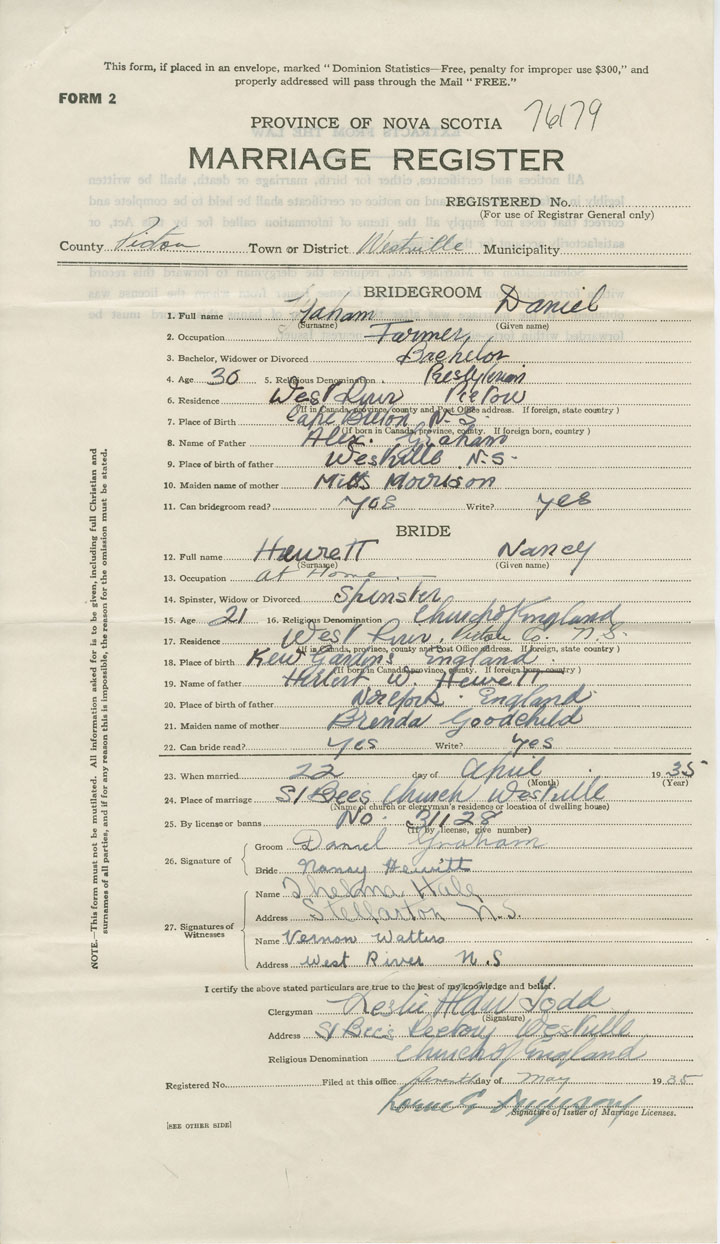 This form, if placed in an envelope, marked " Dominion Statistics—Free, penalty for improper use $300," and
properly addressed will pass through the Mail " FREE."
FORM 2
76179
PROVINCE OF NOVA SCOTIA
MARRIAGE REGISTER
REGISTERED No.
(For use of Registrar General only)
County Pictou Town or District Westville Municipality
BRIDEGROOM
1. Full name Graham Daniel
(Surname) (Given name)
2. Occupation Farmer
3. Bachelor, Widower or Divorced Bachelor
4. Age 30 5. Religious Denomination Presbyterian
6. Residence West River Pictou
(If in Canada, province, county and Post Office address. If foreign, state country )
7. Place of Birth Cape Breton N-S
(If born in Canada, province, county. If foreign born, country )
8. Name of Father Alex. Graham
9. Place of birth of father Westville N.S-
10. Maiden name of mother Morrison
11. Can bridegroom read? yes Write? yes
BRIDE
12. Full name Hewett Nancy
(Surname) (Given name)
13. Occupation at Home
14. Spinster, Widow or Divorced Spinster
15. Age 21 16. Religious Denomination Church of England
17. Residence West River. Pictou Co. N.S.
(If in Canada, province, county and Post Office address. If foreign, state country )
18. Place of birth Kew Gardens England
(If born in Canada, province, county. If foreign born, country )
19. Name of father Herbert W. Hewett
20. Place of birth of father England
21. Maiden name of mother Brenda Goodchild
22. Can bride read? Yes Write? yes
23. When married 22 day of April 1935
(Month) (Year)
24. Place of marriage St Bees Church Westville
(Name of church or clergyman's residence or location of dwelling house)
25. By license or banns No. 31128
(If by license, give number)
26. Signature of Groom Daniel Graham
Bride Nancy Hewitt
27. Signatures of Witnesses Name Thelma Hale
Address Stellarton N.S.
Name Vernon Watters
Address West River N.S
I certify the above stated particulars are true to the best of my knowledge and belief.
Clergyman Leslie Todd
(Signature)
Address St Bee's Rectory Westville
Religious Denomination Church of England
Registered No. Filed at this office seventh day of May 1935
Signature of Issuer of Marriage Licenses.
[SEE OTHER SIDE]
NOTE.—This form must not be mutilated. All information asked for is to be given, including full Christian and
surnames of all parties, and if for any reason this is impossible, the reason for the omission must be stated.